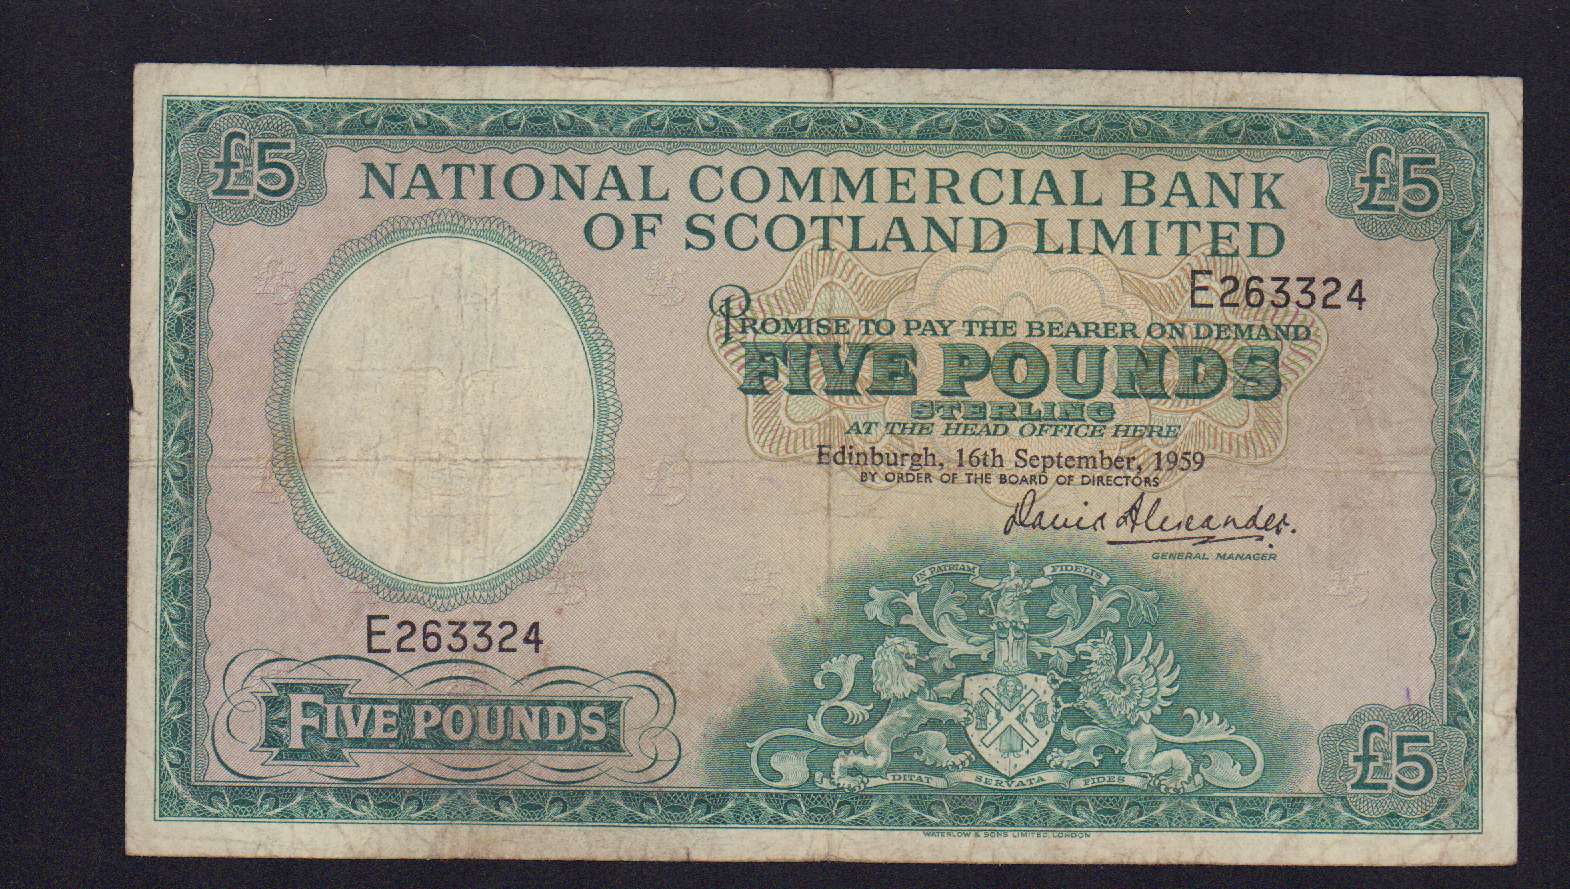 £5
£5
NATIONAL COMMERCIAL BANK
OF SCOTLAND LIMITED
E263324
PROMISE TO PAY THE BEARER ON DEMAND
FIVE POUNDS
STERLING
AT THE HEAD OFFICE HERE
Edinburgh, 16th September, 1959
BY ORDER OF THE BOARD OF DIRECTORS
David Alexander.
GENERAL MANAGER
IN PATRIAM FIDELIS
E263324
FIVE POUNDS
DITAT SERVATA FIDES
£5
WATERLOW & SONS LIMITED, LONDON